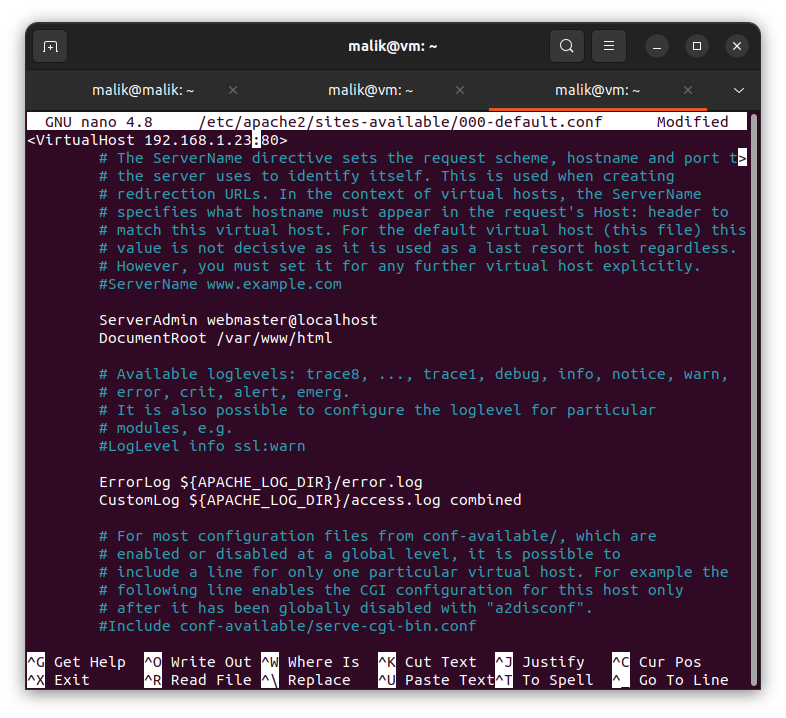 malik@vm: ~
malik@malik: ~ × malik@vm: ~ × malik@vm: ~ ×
GNU nano 4.8 /etc/apache2/sites-available/000-default.conf Modified
<VirtualHost 192.168.1.23:80>
# The ServerName directive sets the request scheme, hostname and port t>
# the server uses to identify itself. This is used when creating
# redirection URLs. In the context of virtual hosts, the ServerName
# specifies what hostname must appear in the request's Host: header to
# match this virtual host. For the default virtual host (this file) this
# value is not decisive as it is used as a last resort host regardless.
# However, you must set it for any further virtual host explicitly.
#ServerName www.example.com
ServerAdmin webmaster@localhost
DocumentRoot /var/www/html
# Available loglevels: trace8, ..., trace1, debug, info, notice, warn,
# error, crit, alert, emerg.
# It is also possible to configure the loglevel for particular
# modules, e.g.
#LogLevel info ssl:warn
ErrorLog ${APACHE_LOG_DIR}/error.log
CustomLog ${APACHE_LOG_DIR}/access.log combined
# For most configuration files from conf-available/, which are
# enabled or disabled at a global level, it is possible to
# include a line for only one particular virtual host. For example the
# following line enables the CGI configuration for this host only
# after it has been globally disabled with "a2disconf".
#Include conf-available/serve-cgi-bin.conf
^G Get Help ^O Write Out ^W Where Is ^K Cut Text ^J Justify ^C Cur Pos
^X Exit ^R Read File ^\ Replace ^U Paste Text ^T To Spell ^_ Go To Line